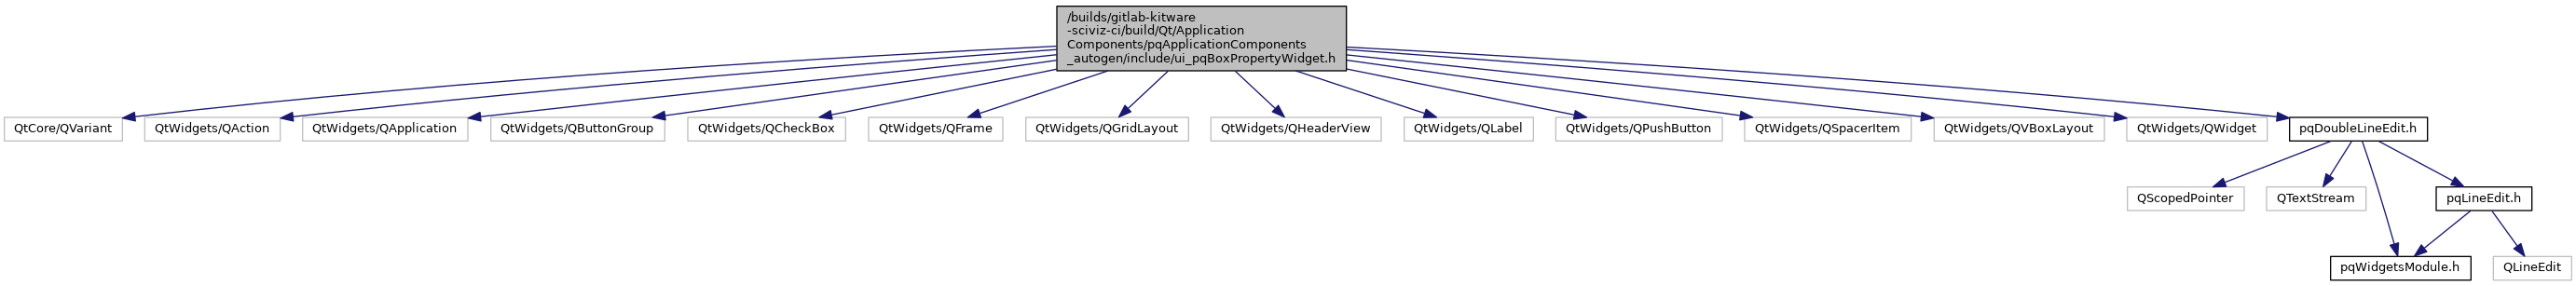 /builds/gitlab-kitware
-sciviz-ci/build/Qt/Application
Components/pqApplicationComponents
_autogen/include/ui_pqBoxPropertyWidget.h
QtCore/QVariant
QtWidgets/QAction
QtWidgets/QApplication
QtWidgets/QButtonGroup
QtWidgets/QCheckBox
QtWidgets/QFrame
QtWidgets/QGridLayout
QtWidgets/QHeaderView
QtWidgets/QLabel
QtWidgets/QPushButton
QtWidgets/QSpacerItem
QtWidgets/QVBoxLayout
QtWidgets/QWidget
pqDoubleLineEdit.h
QScopedPointer
QTextStream
pqLineEdit.h
pqWidgetsModule.h
QLineEdit